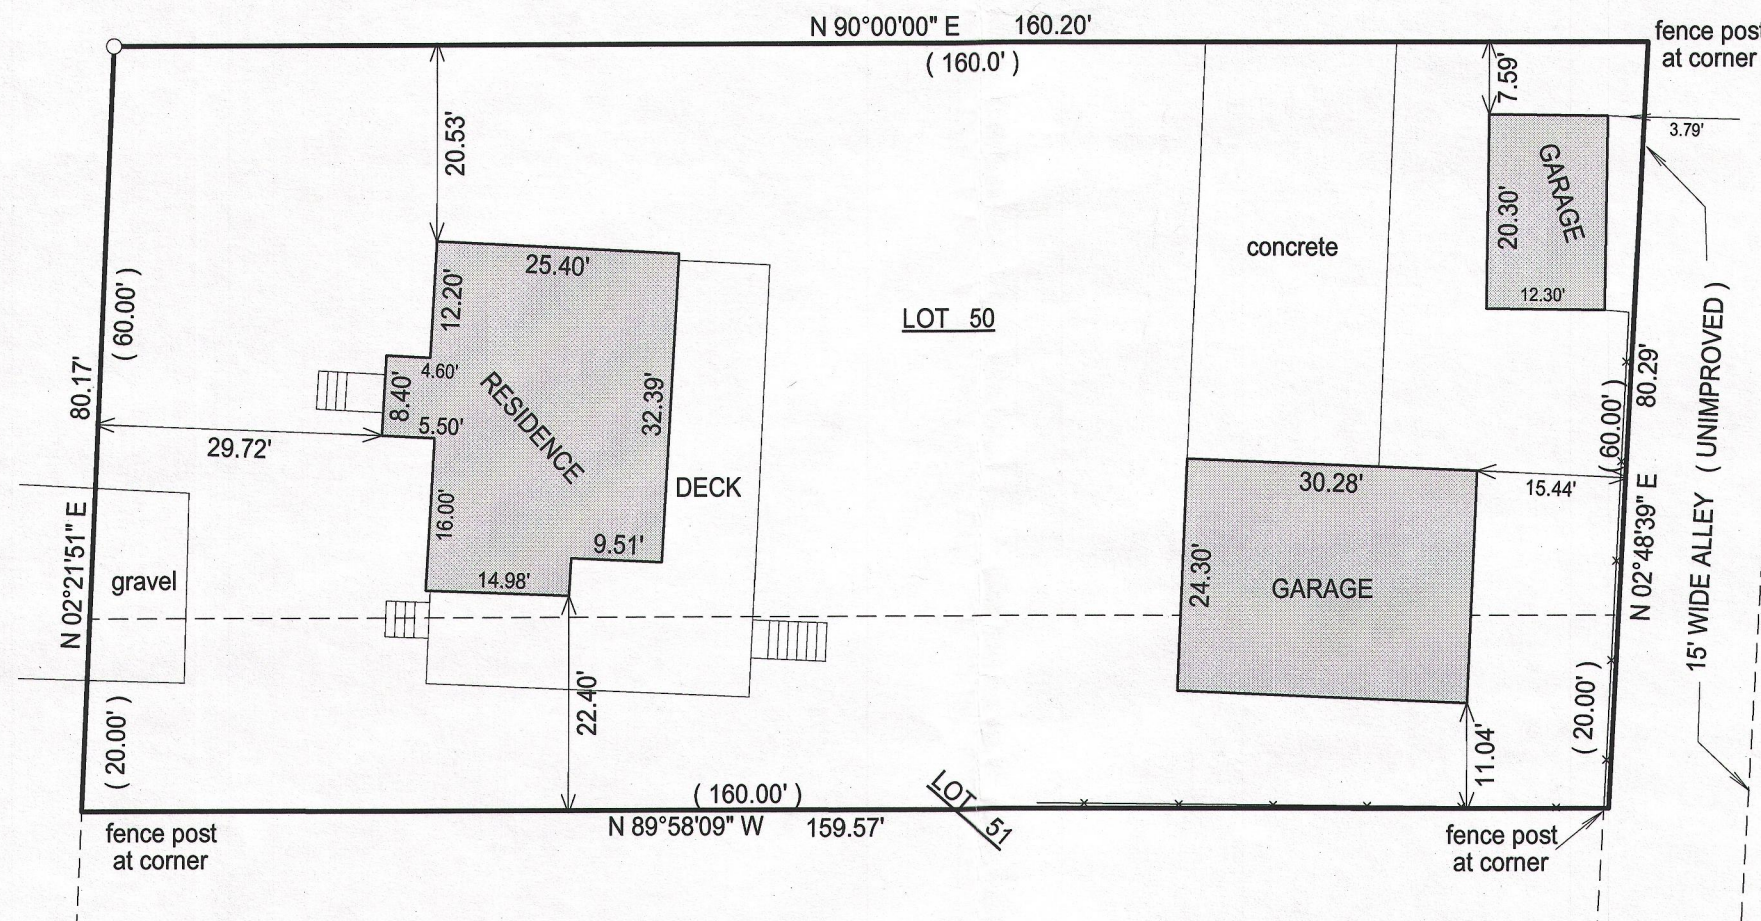 N 90°00'00" E 160.20'
( 160.0' )
fence post
at corner
7.59'
3.79'
20.53'
GARAGE
20.30'
12.30'
concrete
25.40'
12.20'
( 60.00' )
LOT 50
80.17'
4.60'
8.40'
5.50'
RESIDENCE
32.39'
29.72'
DECK
16.00'
9.51'
14.98'
gravel
N 02°21'51" E
30.28'
15.44'
24.30'
GARAGE
( 60.00' )
80.29'
N 02°48'39" E
15' WIDE ALLEY ( UNIMPROVED )
22.40'
11.04'
( 20.00' )
( 20.00' )
( 160.00' )
LOT 51
N 89°58'09" W 159.57'
fence post
at corner
fence post
at corner